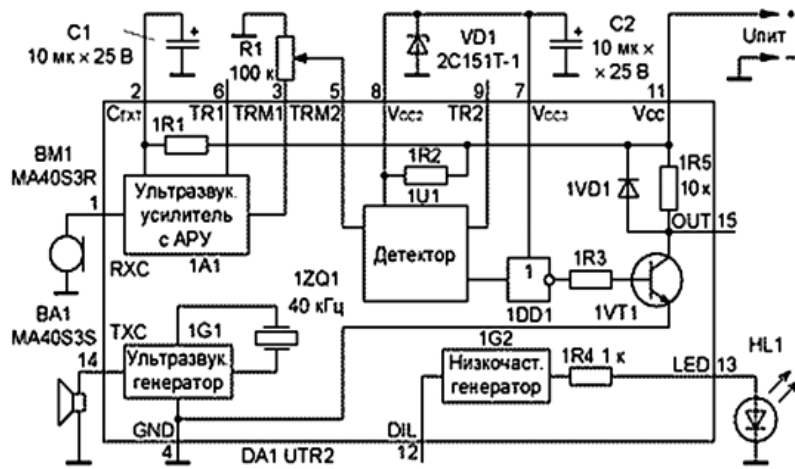 C1
10 мк × 25 В
R1
100 к
VD1
2С151Т-1
C2
10 мк ×
× 25 В
Uпит
+
−
2
6
3
5
8
9
7
11
CTXT
TR1
TRM1
TRM2
VCC2
TR2
VCC3
VCC
1R1
1R2
1R5
10 к
1VD1
BM1
MA40S3R
1
Ультразвук.
усилитель
с АРУ
1A1
RXC
1U1
Детектор
OUT
15
1
1DD1
1R3
1VT1
BA1
MA40S3S
14
TXC
1G1
Ультразвук.
генератор
1ZQ1
40 кГц
1G2
Низкочаст.
генератор
1R4 1 к
LED
13
HL1
GND
4
DA1 UTR2
DIL
12